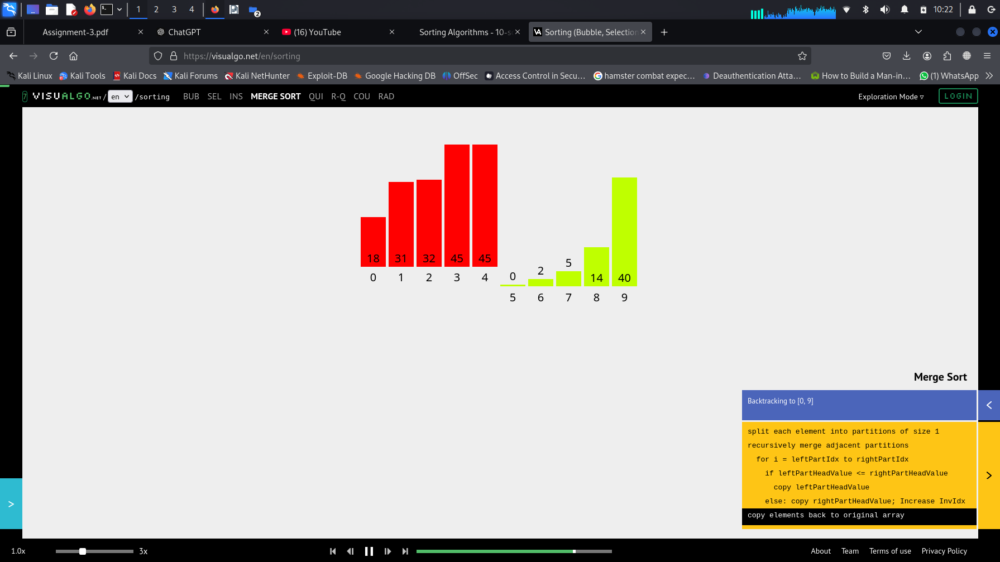 1 2 3 4 2 10:22
Assignment-3.pdf ChatGPT (16) YouTube Sorting Algorithms - 10-s Sorting (Bubble, Selection
https://visualgo.net/en/sorting
Kali Linux Kali Tools Kali Docs Kali Forums Kali NetHunter Exploit-DB Google Hacking DB OffSec Access Control in Secu… hamster combat expec… Deauthentication Atta… How to Build a Man-in… (1) WhatsApp
7 VISUALGO.NET / en /sorting BUB SEL INS MERGE SORT QUI R-Q COU RAD Exploration Mode ▿ LOGIN
18 31 32 45 45
0 1 2 3 4
0 2 5 14 40
5 6 7 8 9
Merge Sort
Backtracking to [0, 9]
split each element into partitions of size 1
recursively merge adjacent partitions
for i = leftPartIdx to rightPartIdx
if leftPartHeadValue <= rightPartHeadValue
copy leftPartHeadValue
else: copy rightPartHeadValue; Increase InvIdx
copy elements back to original array
1.0x 3x About Team Terms of use Privacy Policy